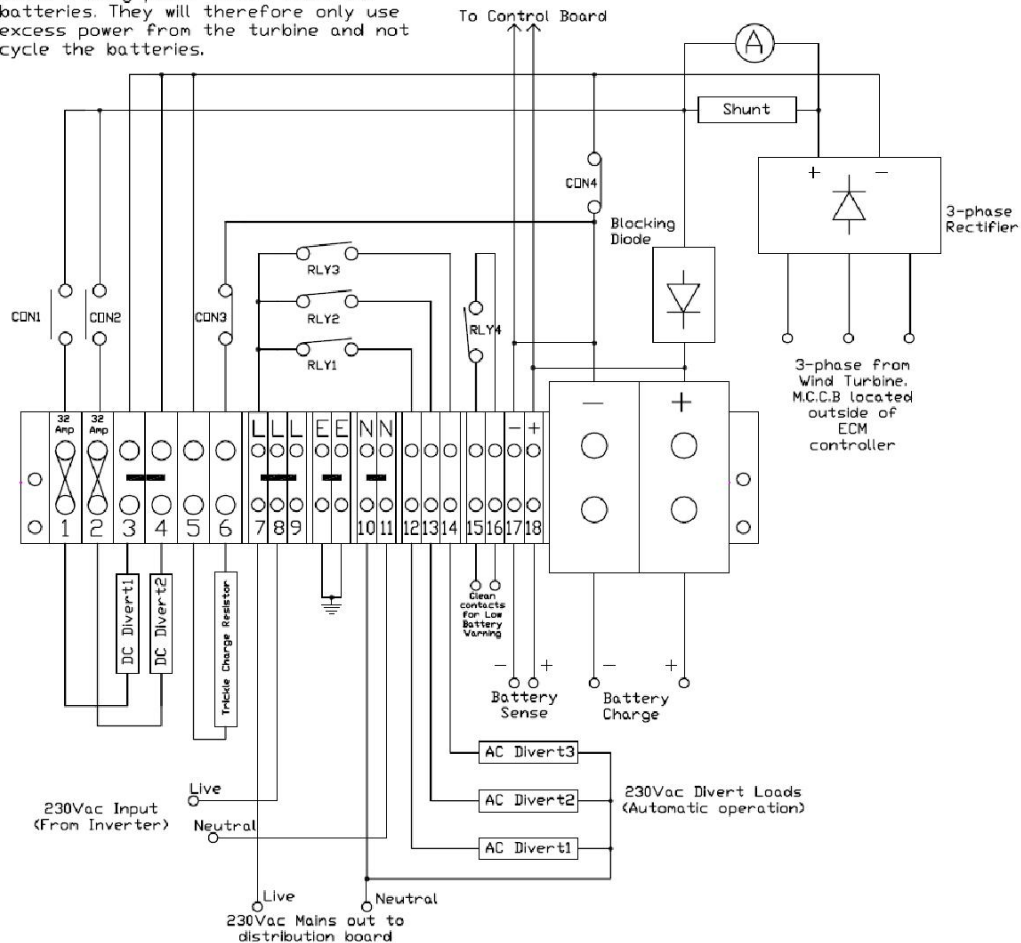 batteries. They will therefore only use
excess power from the turbine and not
cycle the batteries.
To Control Board
A
Shunt
+ −
3-phase
Rectifier
CON4
Blocking
Diode
RLY3
RLY2
RLY1
RLY4
CON1
CON2
CON3
3-phase from
Wind Turbine.
M.C.C.B located
outside of
ECM
controller
32
Amp
32
Amp
L L L E E N N − +
− +
1 2 3 4 5 6 7 8 9 10 11 12 13 14 15 16 17 18
DC Divert1
DC Divert2
Trickle Charge Resistor
Clean
contacts
for Low
Battery
Warning
− +
Battery
Sense
− +
Battery
Charge
AC Divert3
AC Divert2
AC Divert1
230Vac Divert Loads
(Automatic operation)
230Vac Input
(From Inverter)
Live
Neutral
Live
Neutral
230Vac Mains out to
distribution board